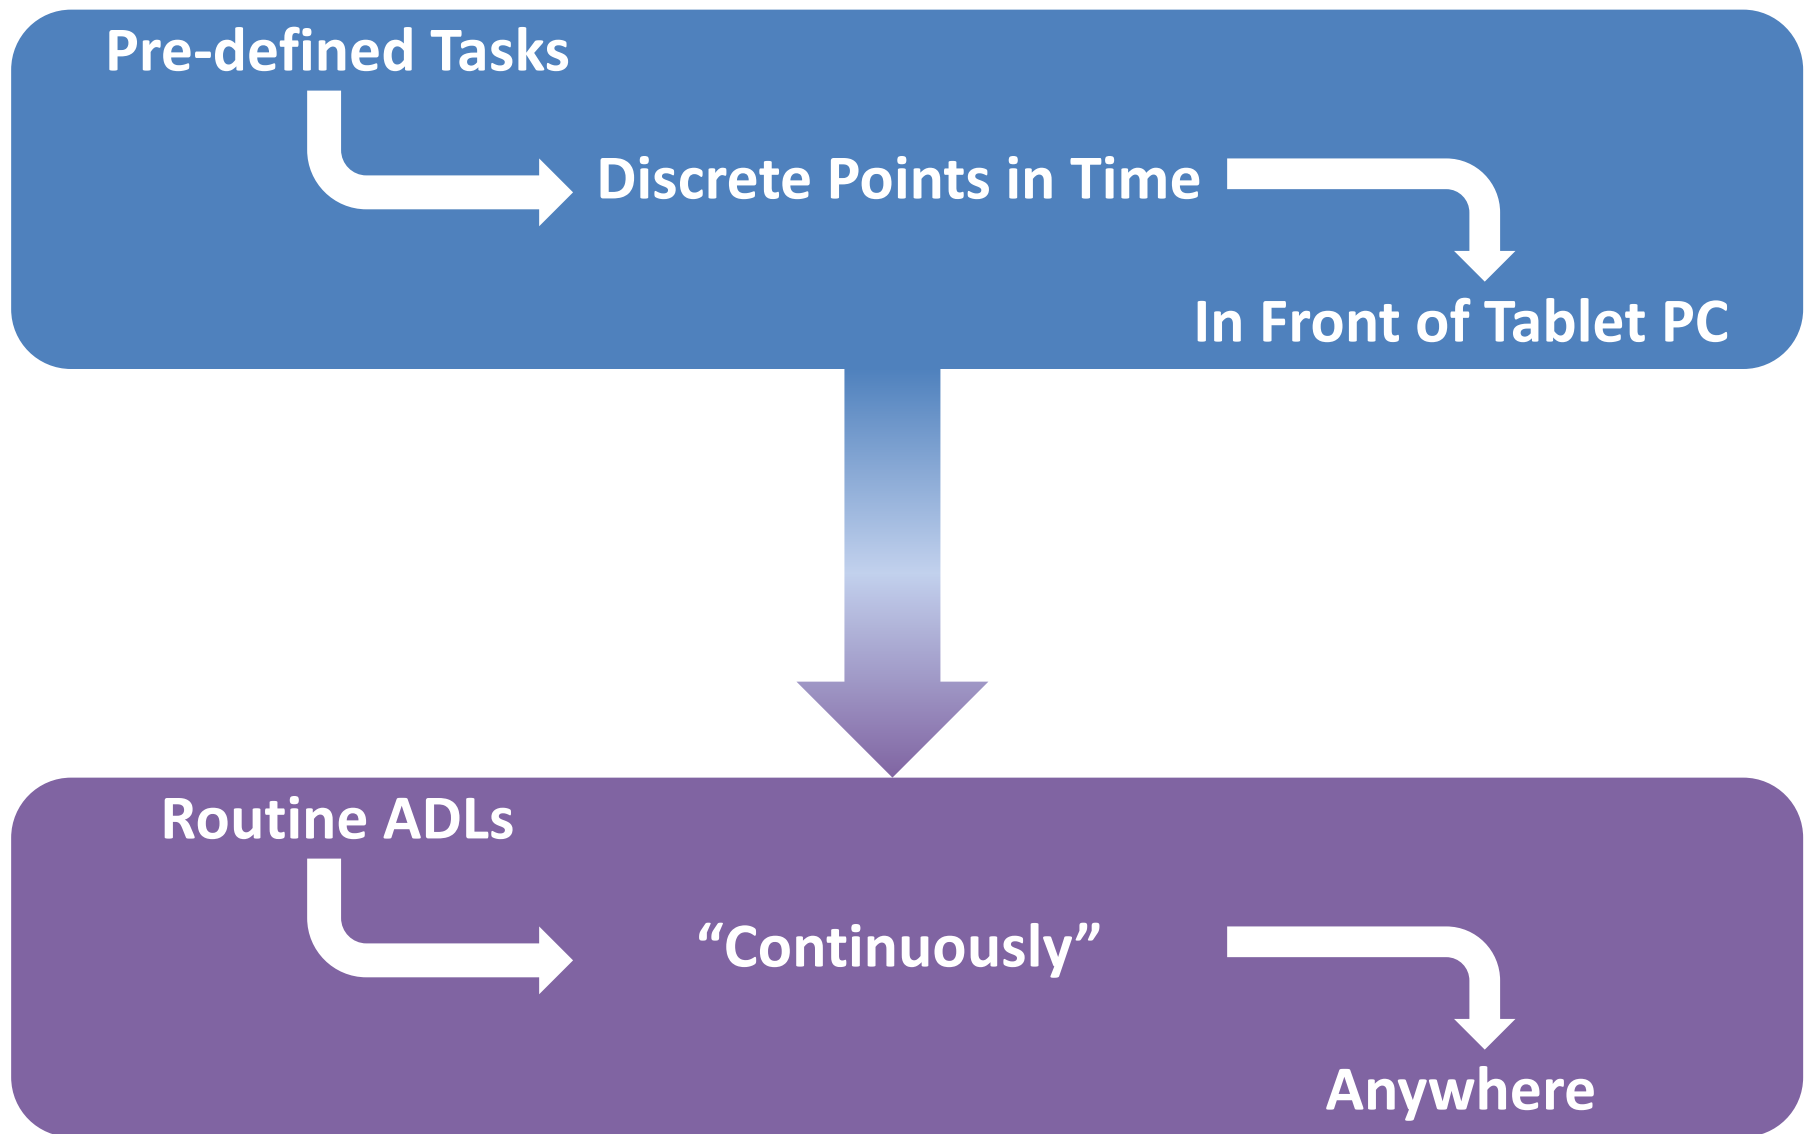 Pre-defined Tasks
Discrete Points in Time
In Front of Tablet PC
Routine ADLs
“Continuously”
Anywhere